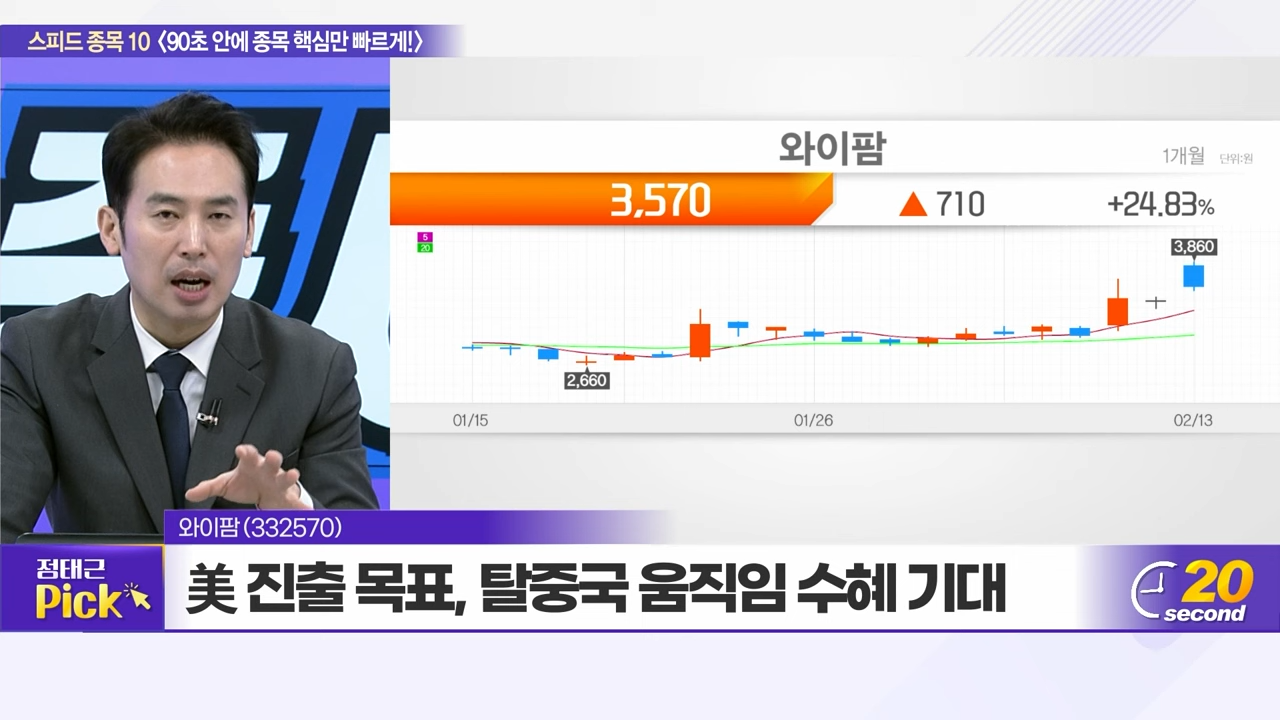 스피드 종목 10 <90초 안에 종목 핵심만 빠르게!>
와이팜
1개월 단위:원
3,570 ▲ 710 +24.83%
5
20
3,860
2,660
01/15 01/26 02/13
와이팜(332570)
정태근
Pick
美 진출 목표, 탈중국 움직임 수혜 기대
20
second